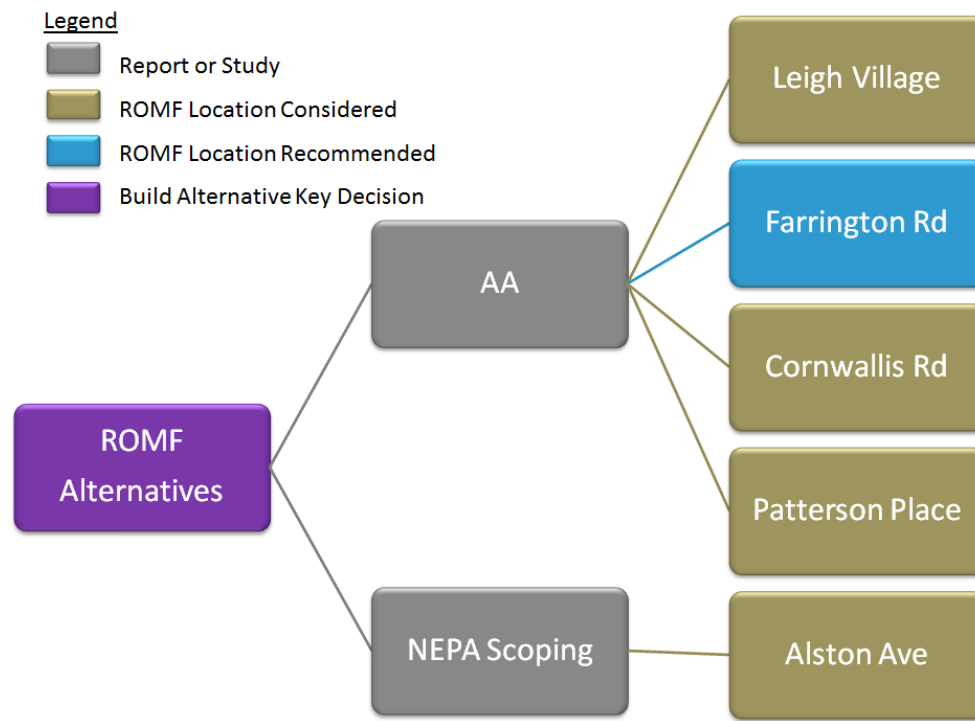 Legend
Report or Study
ROMF Location Considered
ROMF Location Recommended
Build Alternative Key Decision
ROMF
Alternatives
AA
NEPA Scoping
Leigh Village
Farrington Rd
Cornwallis Rd
Patterson Place
Alston Ave